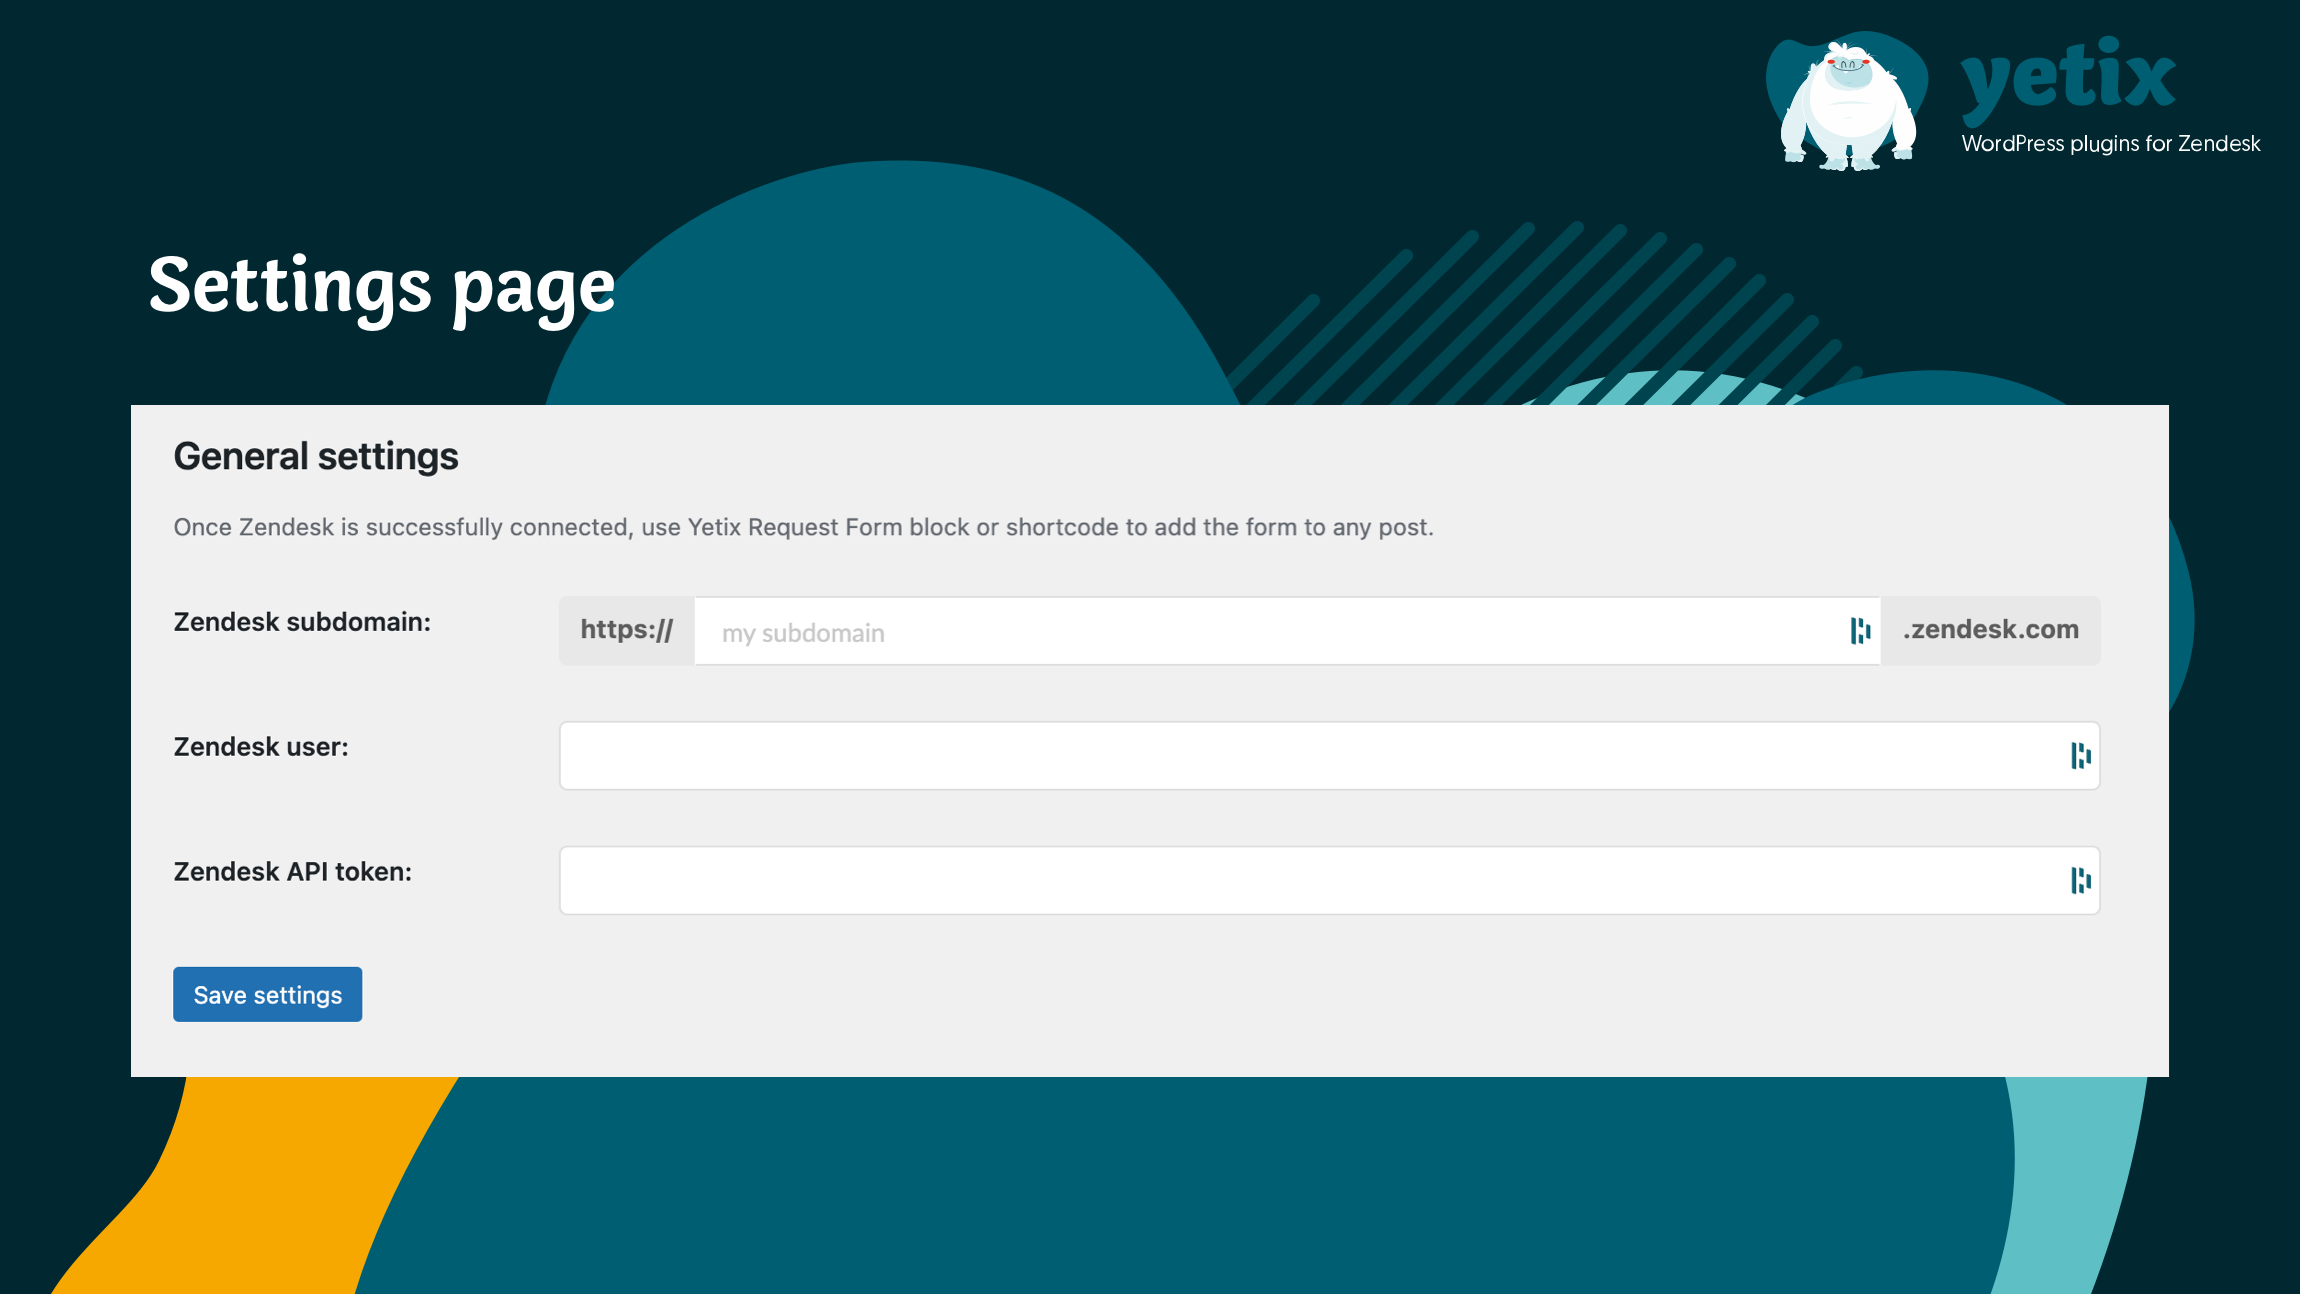 yetix
WordPress plugins for Zendesk
Settings page
General settings
Once Zendesk is successfully connected, use Yetix Request Form block or shortcode to add the form to any post.
Zendesk subdomain:
https://
my subdomain
.zendesk.com
Zendesk user:
Zendesk API token:
Save settings